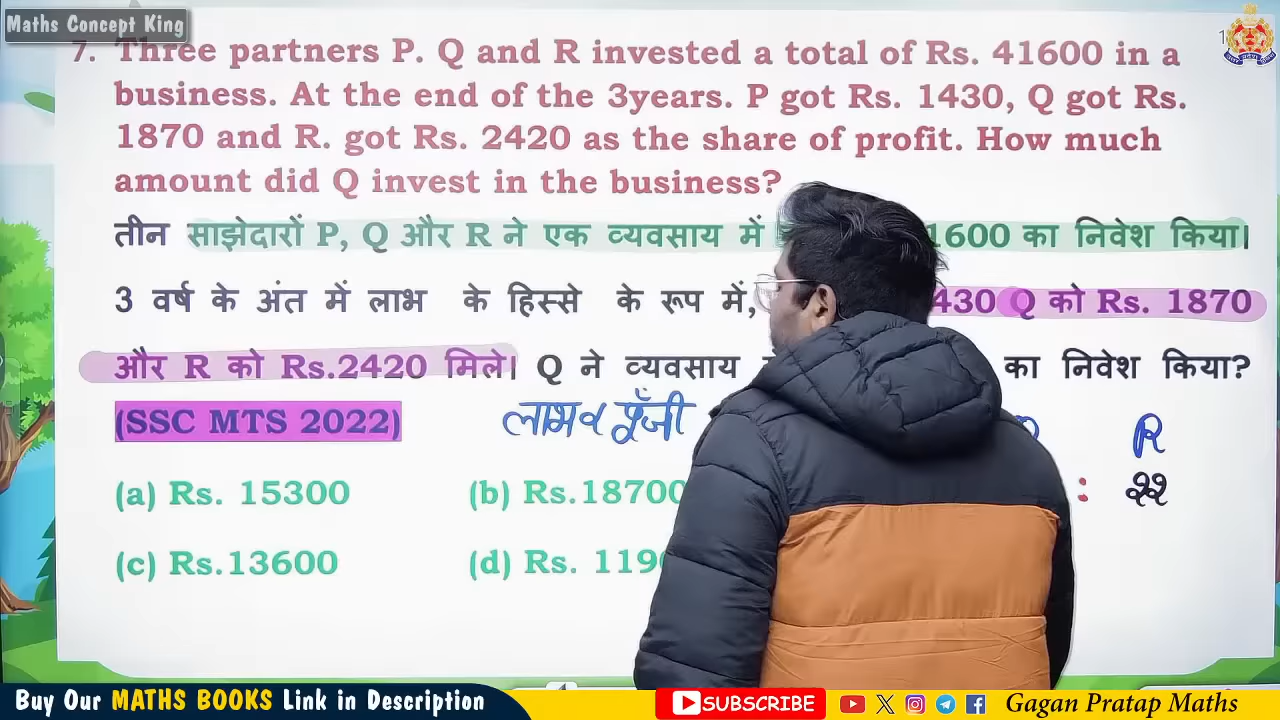 Maths Concept King
7. Three partners P. Q and R invested a total of Rs. 41600 in a
business. At the end of the 3years. P got Rs. 1430, Q got Rs.
1870 and R. got Rs. 2420 as the share of profit. How much
amount did Q invest in the business?
तीन साझेदारों P, Q और R ने एक व्यवसाय में 1600 का निवेश किया।
3 वर्ष के अंत में लाभ के हिस्से के रूप में, 430 Q को Rs. 1870
और R को Rs.2420 मिले। Q ने व्यवसाय का निवेश किया?
(SSC MTS 2022) लाभ व पूँजी R
(a) Rs. 15300 (b) Rs.18700 : 22
(c) Rs.13600 (d) Rs. 119
Buy Our MATHS BOOKS Link in Description SUBSCRIBE Gagan Pratap Maths